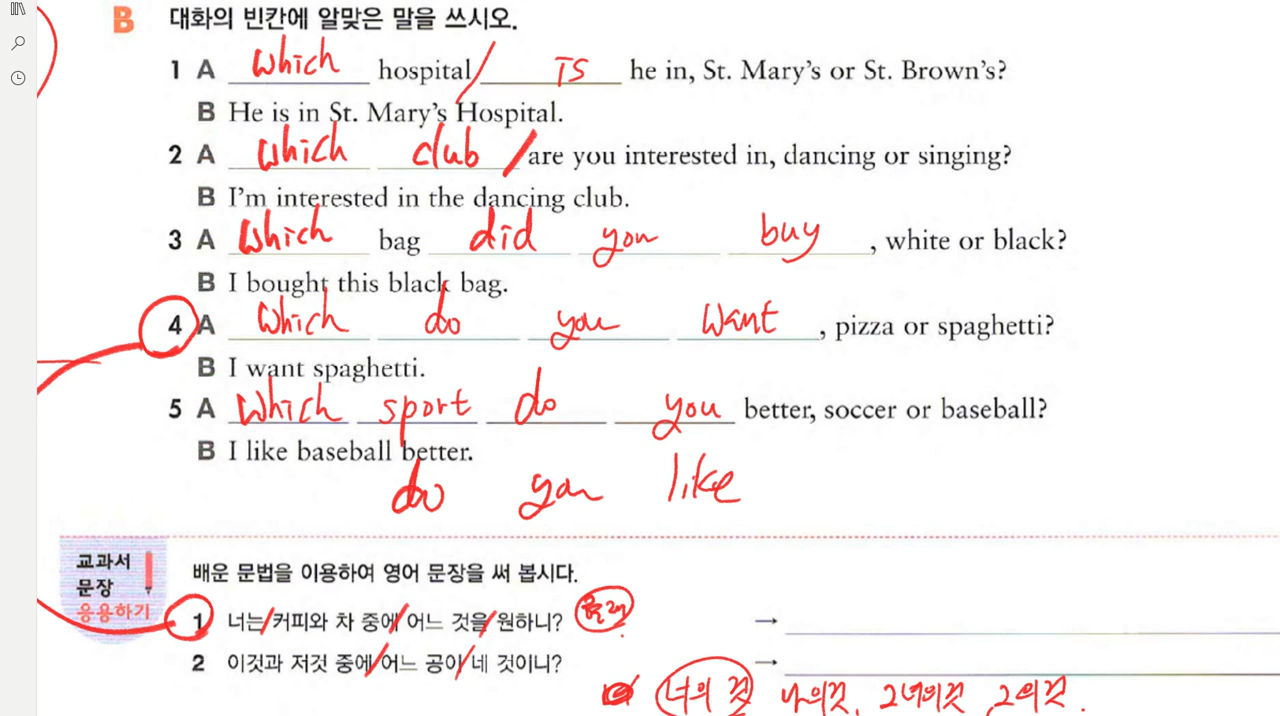 B 대화의 빈칸에 알맞은 말을 쓰시오.
1 A Which hospital / is he in, St. Mary's or St. Brown's?
B He is in St. Mary's Hospital.
2 A Which club / are you interested in, dancing or singing?
B I'm interested in the dancing club.
3 A Which bag did you buy, white or black?
B I bought this black bag.
4 A Which do you want, pizza or spaghetti?
B I want spaghetti.
5 A Which sport do you better, soccer or baseball?
B I like baseball better.
do you like
교과서
문장
응용하기
배운 문법을 이용하여 영어 문장을 써 봅시다.
1 너는/커피와 차 중에/어느 것을/원하니? →
2 이것과 저것 중에/어느 공이/네 것이니? →
너의 것 나의것, 그녀의것, 그의것.